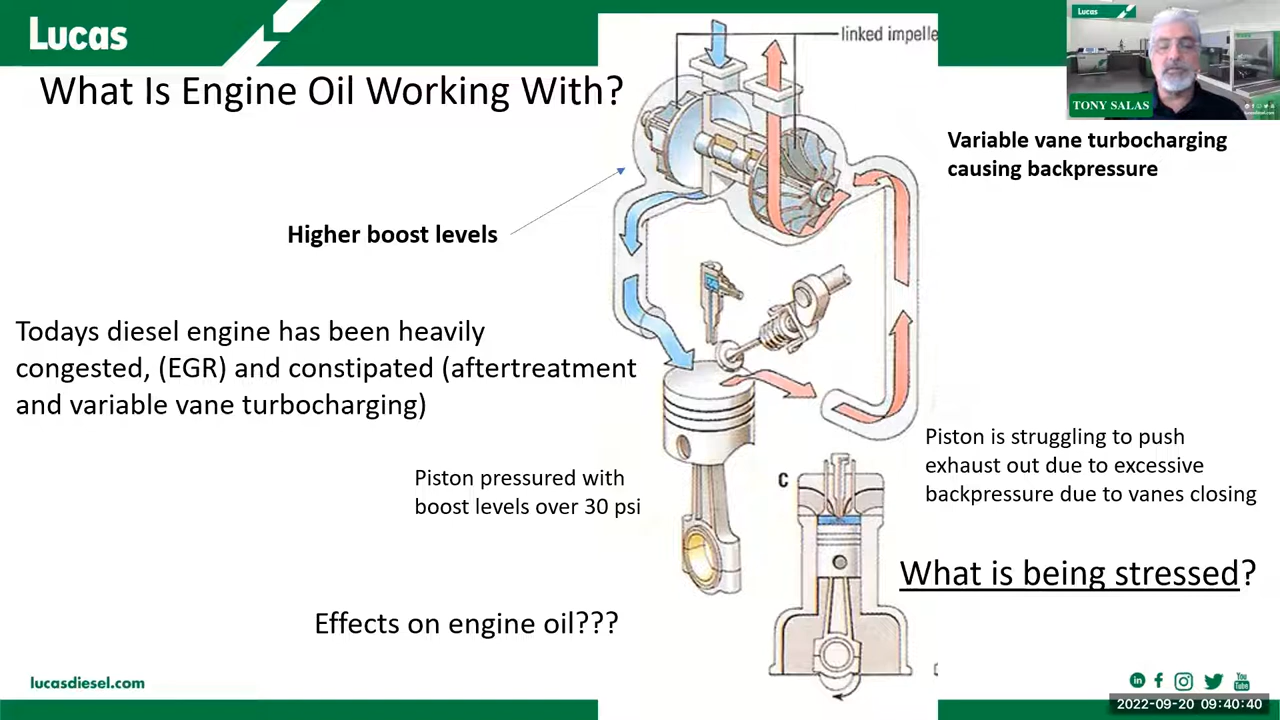 Lucas
What Is Engine Oil Working With?
linked impelle
Lucas
TONY SALAS
Variable vane turbocharging
causing backpressure
Higher boost levels
Todays diesel engine has been heavily
congested, (EGR) and constipated (aftertreatment
and variable vane turbocharging)
Piston pressured with
boost levels over 30 psi
C
Piston is struggling to push
exhaust out due to excessive
backpressure due to vanes closing
What is being stressed?
Effects on engine oil???
lucasdiesel.com
in f You Tube
2022-09-20 09:40:40